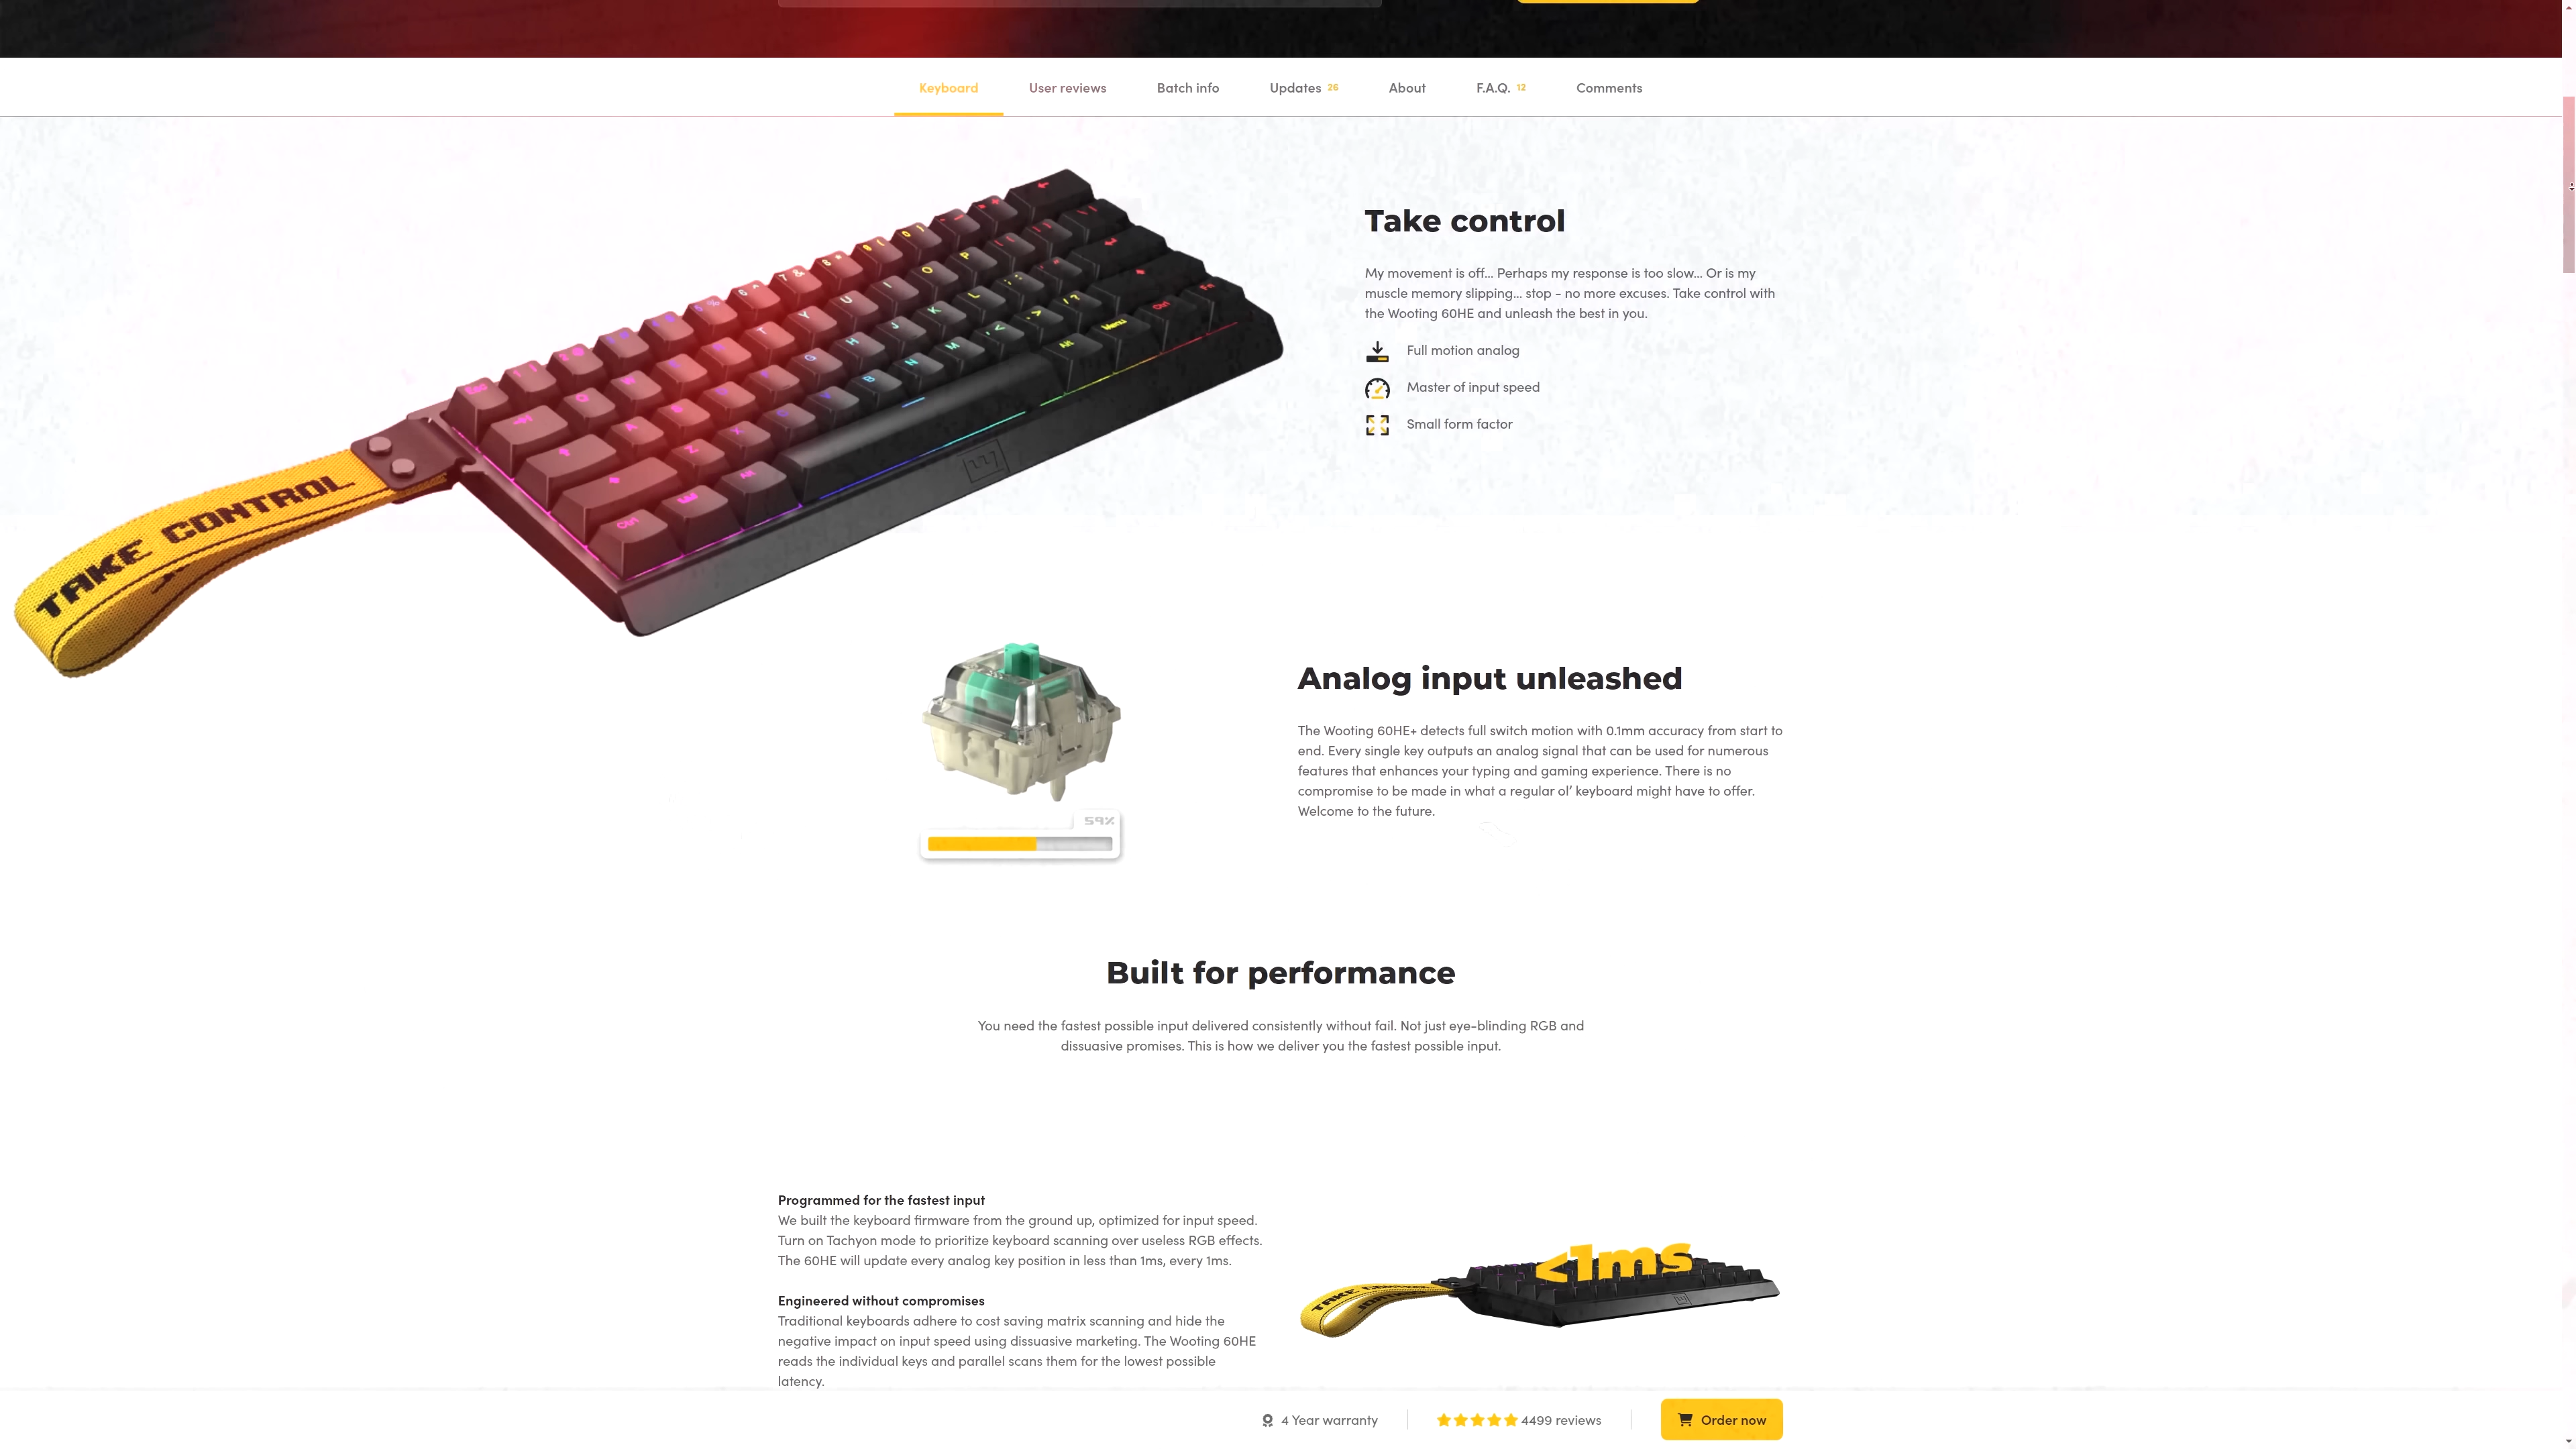 Keyboard
User reviews
Batch info
Updates 26
About
F.A.Q. 12
Comments
Take control
My movement is off... Perhaps my response is too slow... Or is my
muscle memory slipping... stop - no more excuses. Take control with
the Wooting 60HE and unleash the best in you.
Full motion analog
Master of input speed
Small form factor
TAKE CONTROL
Analog input unleashed
The Wooting 60HE+ detects full switch motion with 0.1mm accuracy from start to
end. Every single key outputs an analog signal that can be used for numerous
features that enhances your typing and gaming experience. There is no
compromise to be made in what a regular ol’ keyboard might have to offer.
Welcome to the future.
59%
Built for performance
You need the fastest possible input delivered consistently without fail. Not just eye-blinding RGB and
dissuasive promises. This is how we deliver you the fastest possible input.
Programmed for the fastest input
We built the keyboard firmware from the ground up, optimized for input speed.
Turn on Tachyon mode to prioritize keyboard scanning over useless RGB effects.
The 60HE will update every analog key position in less than 1ms, every 1ms.
<1ms
Engineered without compromises
Traditional keyboards adhere to cost saving matrix scanning and hide the
negative impact on input speed using dissuasive marketing. The Wooting 60HE
reads the individual keys and parallel scans them for the lowest possible
latency.
4 Year warranty
4499 reviews
Order now